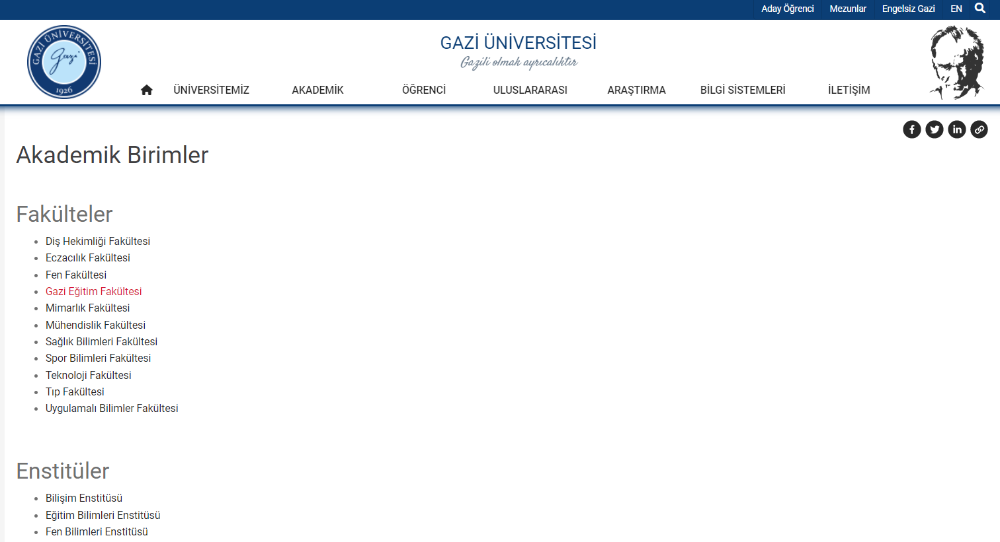 Aday Öğrenci Mezunlar Engelsiz Gazi EN
GAZİ ÜNİVERSİTESİ
Gazi
1926
GAZİ ÜNİVERSİTESİ
Gazili olmak ayrıcalıktır
ÜNİVERSİTEMİZ AKADEMİK ÖĞRENCİ ULUSLARARASI ARAŞTIRMA BİLGİ SİSTEMLERİ İLETİŞİM
Akademik Birimler
Fakülteler
Diş Hekimliği Fakültesi
Eczacılık Fakültesi
Fen Fakültesi
Gazi Eğitim Fakültesi
Mimarlık Fakültesi
Mühendislik Fakültesi
Sağlık Bilimleri Fakültesi
Spor Bilimleri Fakültesi
Teknoloji Fakültesi
Tıp Fakültesi
Uygulamalı Bilimler Fakültesi
Enstitüler
Bilişim Enstitüsü
Eğitim Bilimleri Enstitüsü
Fen Bilimleri Enstitüsü